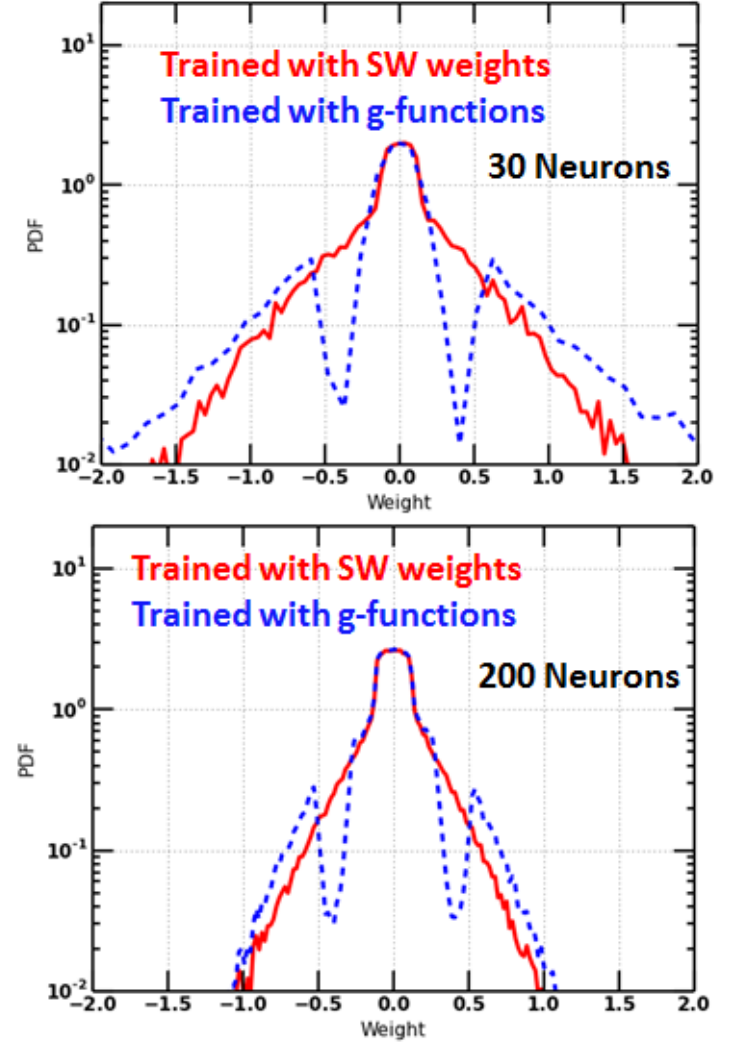 10¹
Trained with SW weights
Trained with g-functions
30 Neurons
10⁰
PDF
10⁻¹
10⁻²
−2.0 −1.5 −1.0 −0.5 0.0 0.5 1.0 1.5 2.0
Weight
10¹
Trained with SW weights
Trained with g-functions
200 Neurons
10⁰
PDF
10⁻¹
10⁻²
−2.0 −1.5 −1.0 −0.5 0.0 0.5 1.0 1.5 2.0
Weight